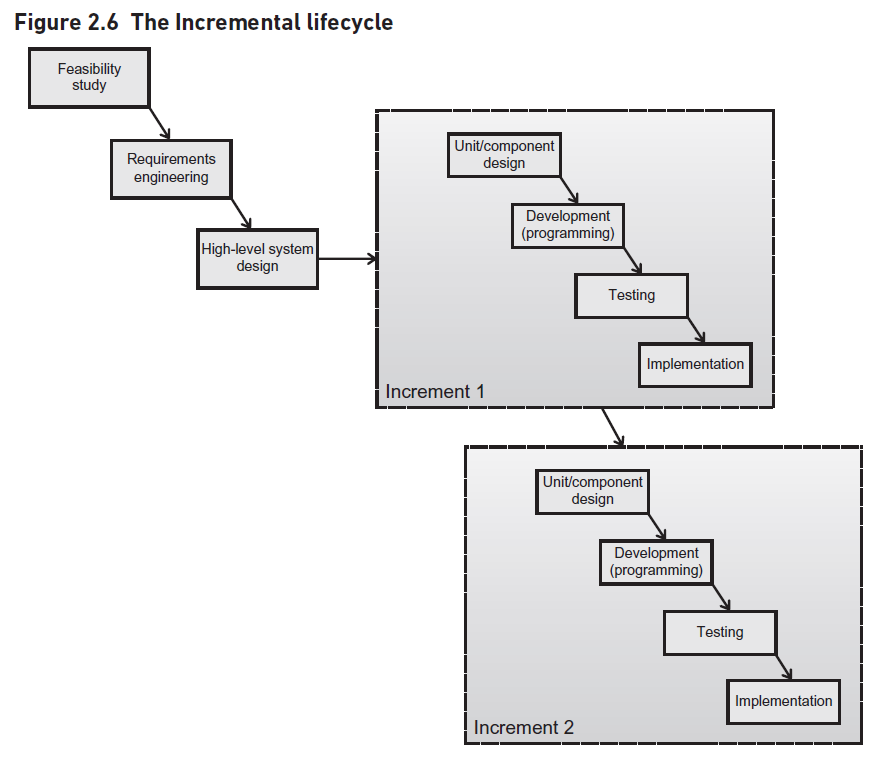 Figure 2.6 The Incremental lifecycle
Feasibility
study
Requirements
engineering
High-level system
design
Unit/component
design
Development
(programming)
Testing
Implementation
Increment 1
Unit/component
design
Development
(programming)
Testing
Implementation
Increment 2